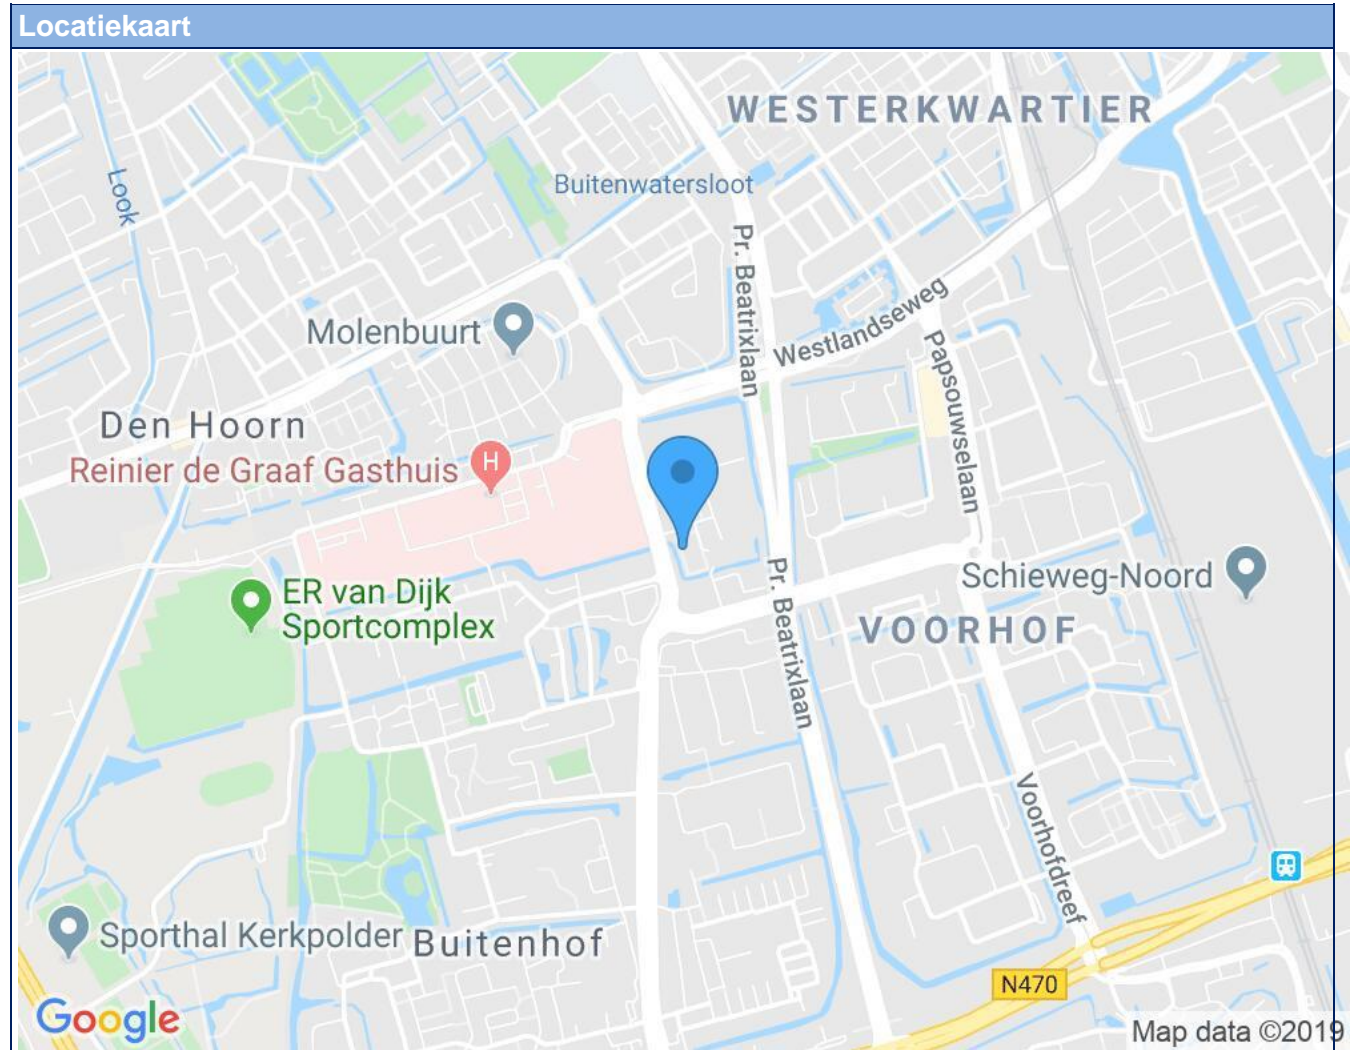 Locatiekaart
WESTERKWARTIER
Buitenwatersloot
Look
Pr. Beatrixlaan
Westlandseweg
Molenbuurt
Papsouwselaan
Den Hoorn
Reinier de Graaf Gasthuis
H
ER van Dijk
Sportcomplex
Pr. Beatrixlaan
Schieweg-Noord
VOORHOF
Voorhofdreef
Sporthal Kerkpolder
Buitenhof
N470
Google
Map data ©2019